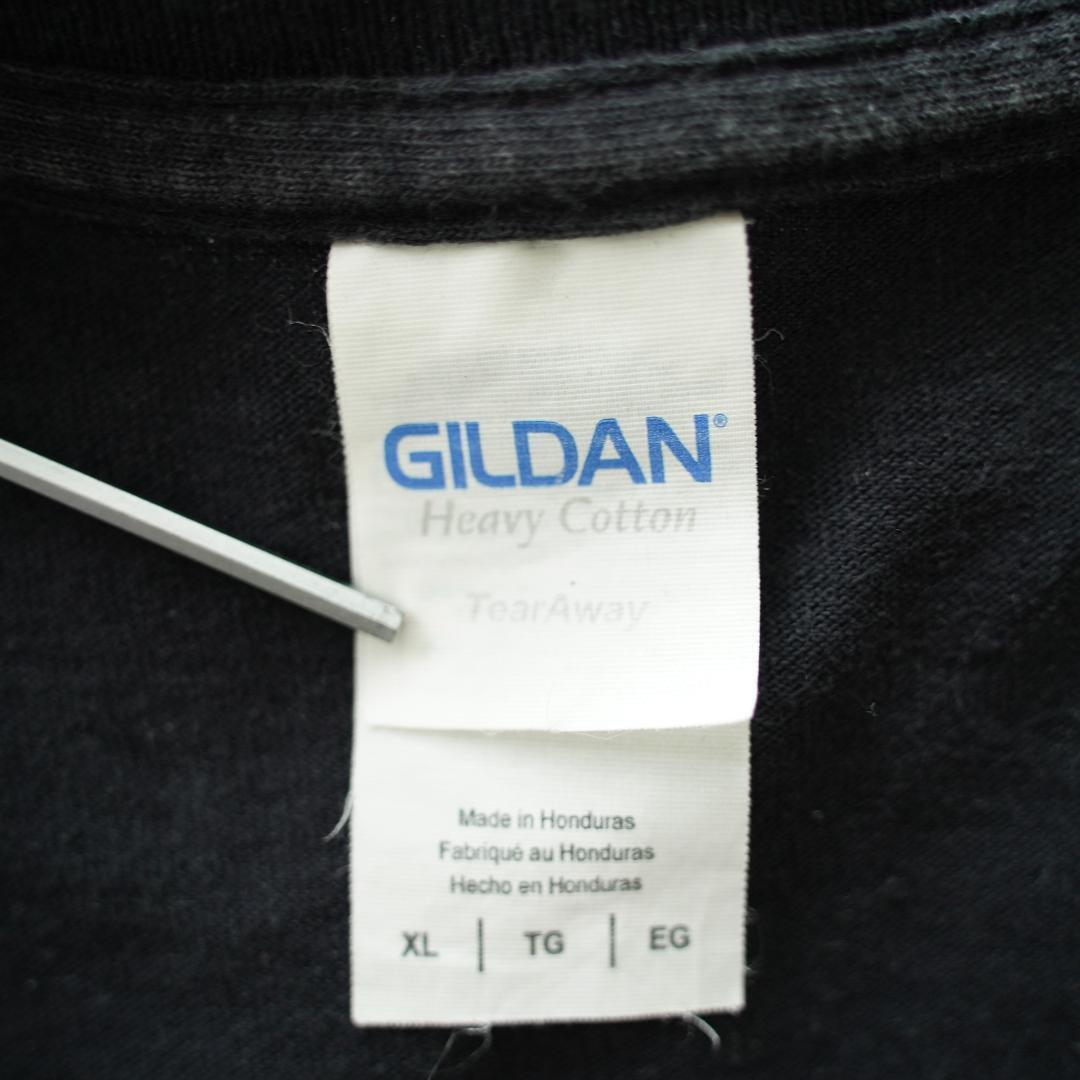 GILDAN®
Heavy Cotton
TearAway
Made in Honduras
Fabriqué au Honduras
Hecho en Honduras
XL | TG | EG